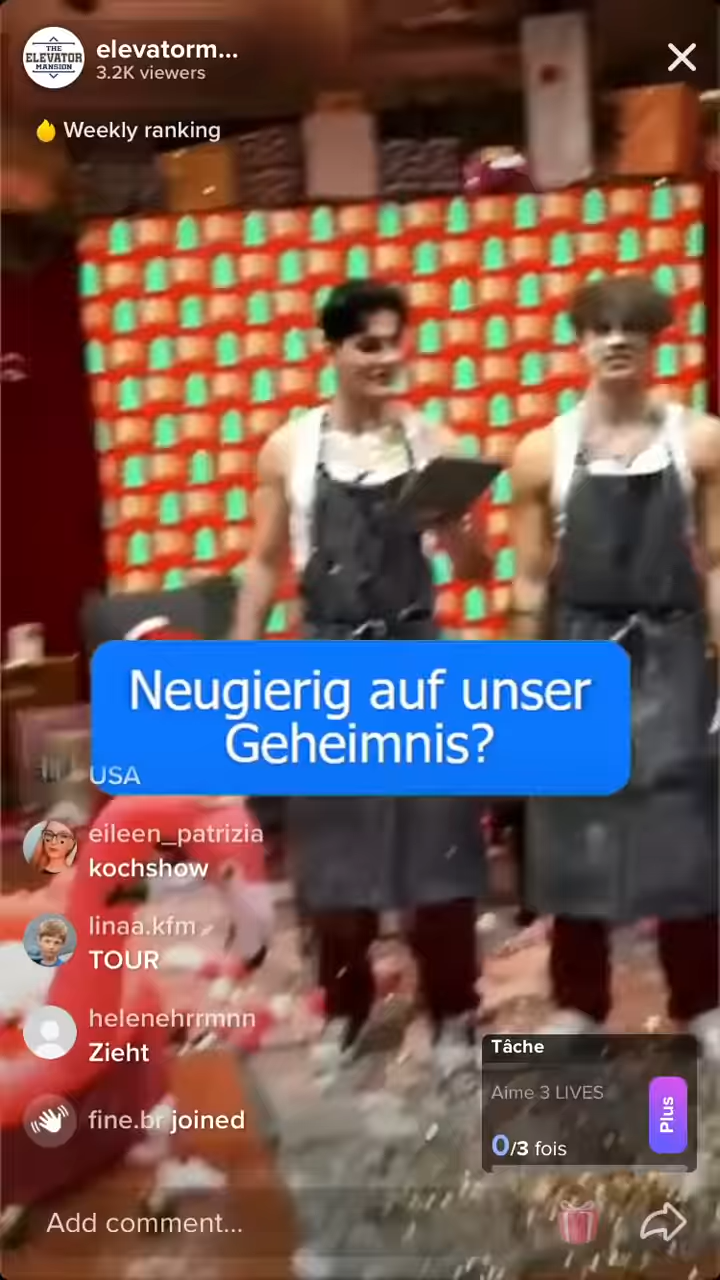 THE
ELEVATOR
MANSION
elevatorm...
3.2K viewers
Weekly ranking
Neugierig auf unser
Geheimnis?
USA
eileen_patrizia
kochshow
linaa.kfm
TOUR
helenehrrmnn
Zieht
fine.br joined
Tâche
Aime 3 LIVES
Plus
0/3 fois
Add comment...